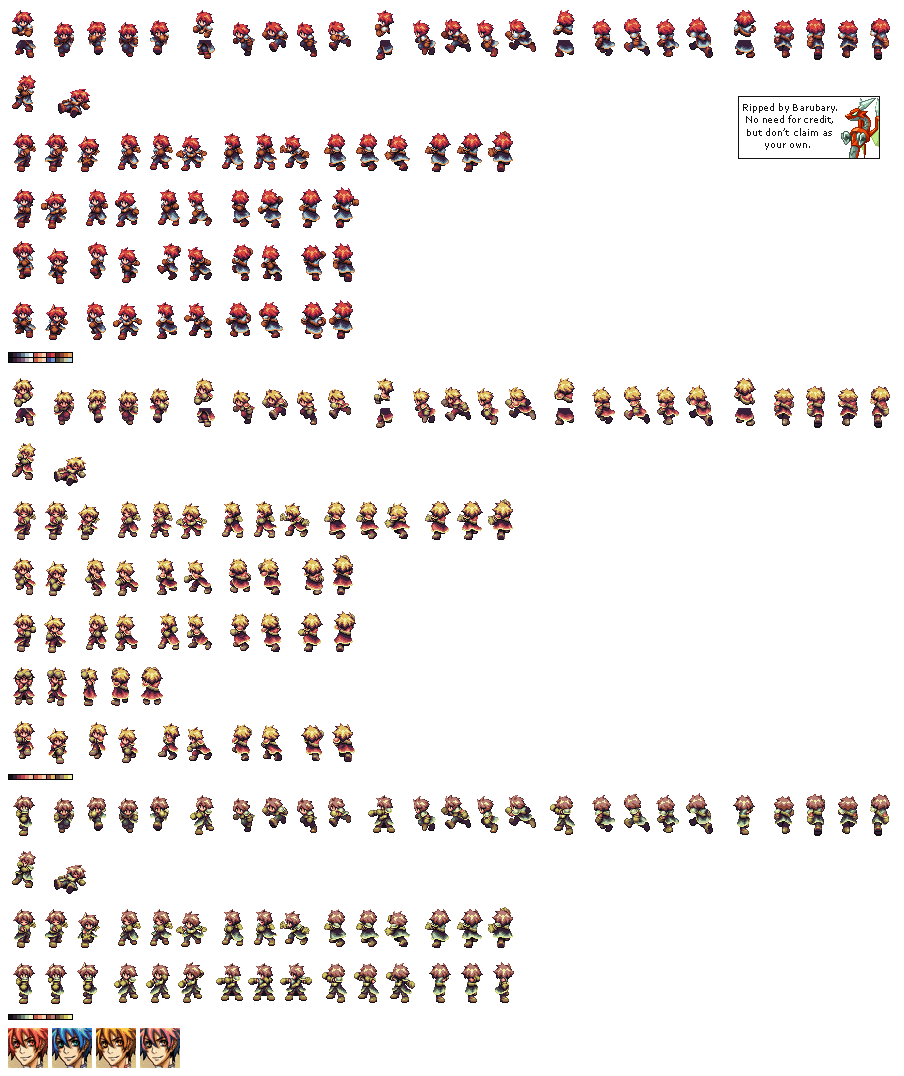 Ripped by Barubary.
No need for credit,
but don't claim as
your own.